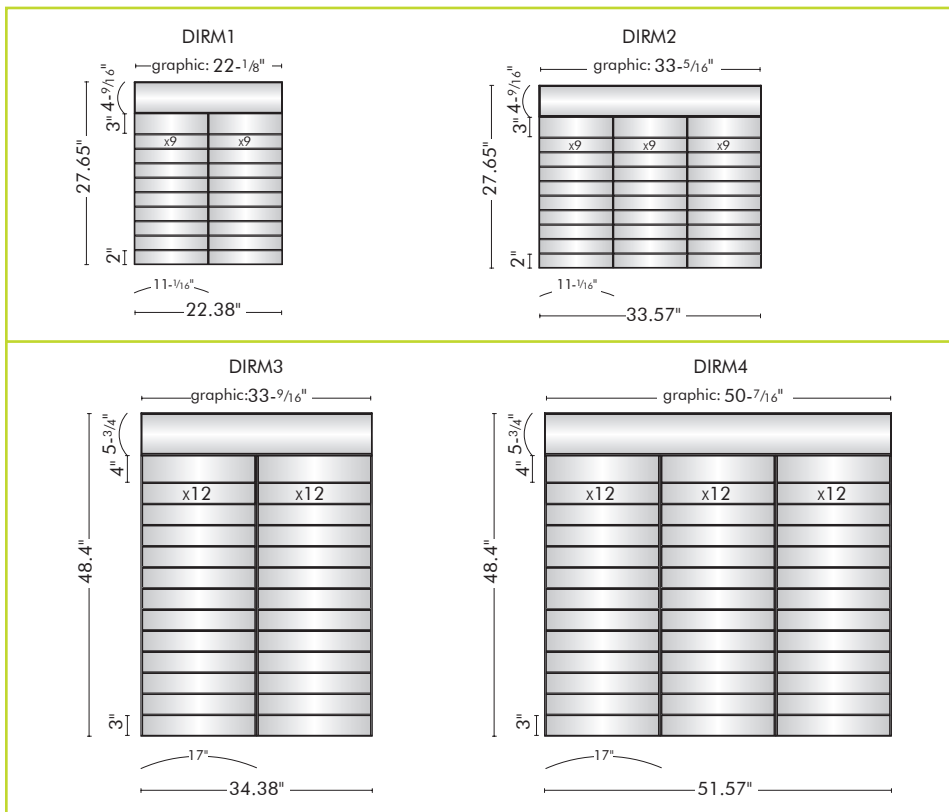 DIRM1
graphic: 22-1/8"
4-9/16"
3"
27.65"
x9 x9
2"
11-1/16"
22.38"
DIRM2
graphic: 33-5/16"
4-9/16"
3"
27.65"
x9 x9 x9
2"
11-1/16"
33.57"
DIRM3
graphic:33-9/16"
5-3/4"
4"
48.4"
x12 x12
3"
17"
34.38"
DIRM4
graphic: 50-7/16"
5-3/4"
4"
48.4"
x12 x12 x12
3"
17"
51.57"